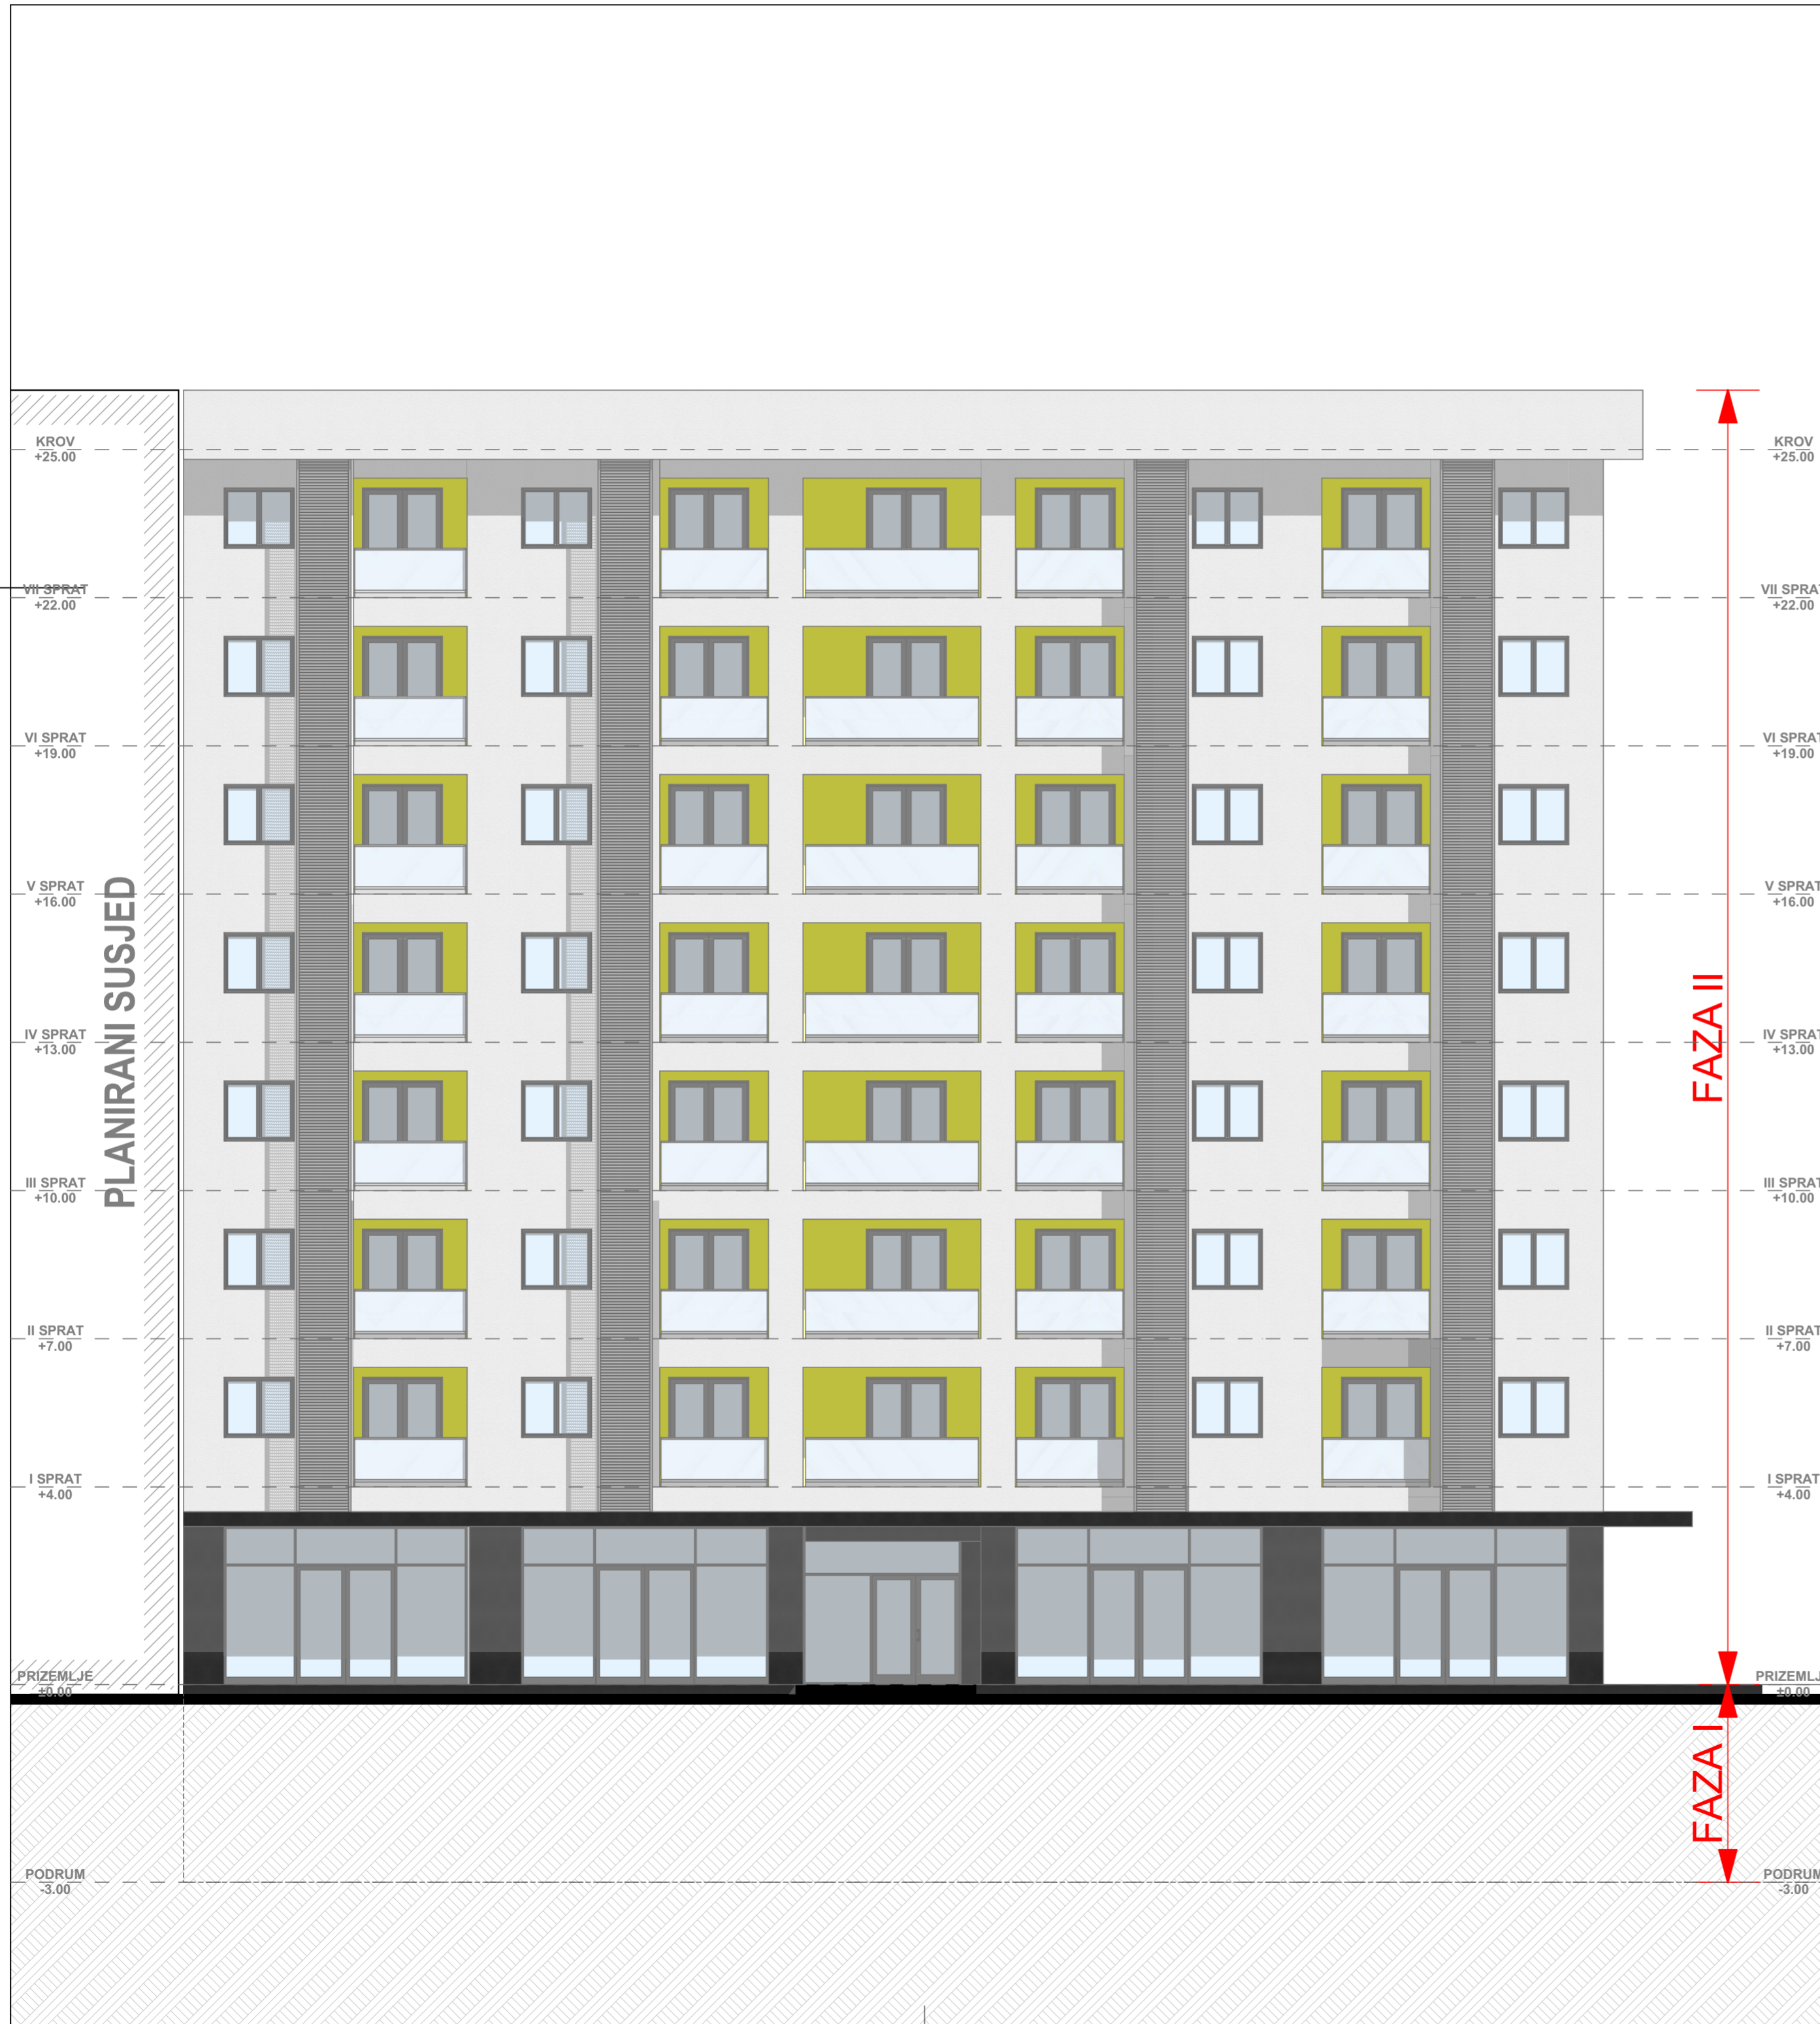 KROV
+25.00
KROV
+25.00
VII SPRAT
+22.00
VII SPRAT
+22.00
VI SPRAT
+19.00
VI SPRAT
+19.00
V SPRAT
+16.00
V SPRAT
+16.00
PLANIRANI SUSJED
FAZA II
IV SPRAT
+13.00
IV SPRAT
+13.00
III SPRAT
+10.00
III SPRAT
+10.00
II SPRAT
+7.00
II SPRAT
+7.00
I SPRAT
+4.00
I SPRAT
+4.00
PRIZEMLJE
±0.00
PRIZEMLJ
±0.00
FAZA I
PODRUM
-3.00
PODRUM
-3.00